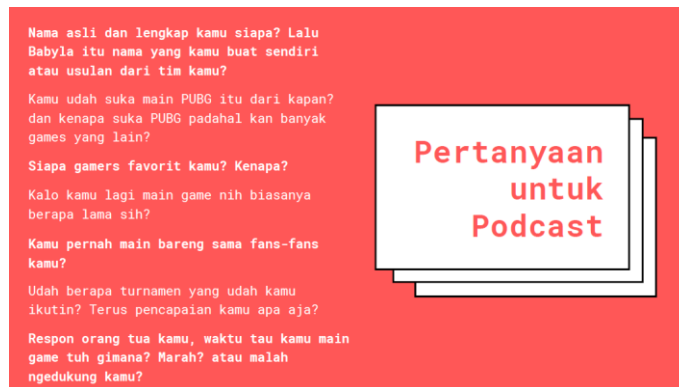 Nama asli dan lengkap kamu siapa? Lalu
Babyla itu nama yang kamu buat sendiri
atau usulan dari tim kamu?
Kamu udah suka main PUBG itu dari kapan?
dan kenapa suka PUBG padahal kan banyak
games yang lain?
Siapa gamers favorit kamu? Kenapa?
Kalo kamu lagi main game nih biasanya
berapa lama sih?
Kamu pernah main bareng sama fans-fans
kamu?
Udah berapa turnamen yang udah kamu
ikutin? Terus pencapaian kamu apa aja?
Respon orang tua kamu, waktu tau kamu main
game tuh gimana? Marah? atau malah
ngedukung kamu?
Pertanyaan
untuk
Podcast